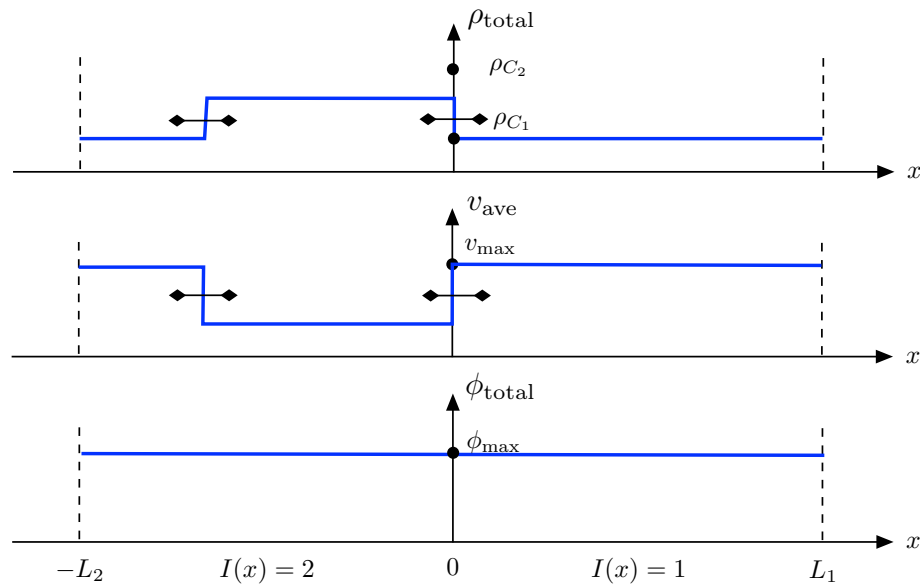 ρ_total
ρ_{C_2}
ρ_{C_1}
x
v_ave
v_max
x
ϕ_total
ϕ_max
x
−L_2 I(x) = 2 0 I(x) = 1 L_1